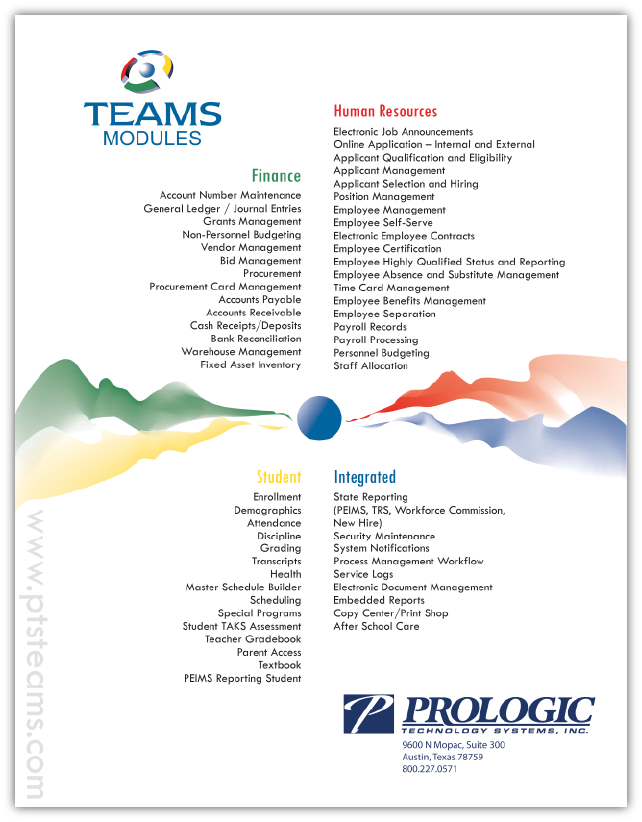 TEAMS
MODULES
Finance
Account Number Maintenance
General Ledger / Journal Entries
Grants Management
Non-Personnel Budgeting
Vendor Management
Bid Management
Procurement
Procurement Card Management
Accounts Payable
Accounts Receivable
Cash Receipts/Deposits
Bank Reconciliation
Warehouse Management
Fixed Asset Inventory
Human Resources
Electronic Job Announcements
Online Application – Internal and External
Applicant Qualification and Eligibility
Applicant Management
Applicant Selection and Hiring
Position Management
Employee Management
Employee Self-Serve
Electronic Employee Contracts
Employee Certification
Employee Highly Qualified Status and Reporting
Employee Absence and Substitute Management
Time Card Management
Employee Benefits Management
Employee Separation
Payroll Records
Payroll Processing
Personnel Budgeting
Staff Allocation
Student
Enrollment
Demographics
Attendance
Discipline
Grading
Transcripts
Health
Master Schedule Builder
Scheduling
Special Programs
Student TAKS Assessment
Teacher Gradebook
Parent Access
Textbook
PEIMS Reporting Student
Integrated
State Reporting
(PEIMS, TRS, Workforce Commission,
New Hire)
Security Maintenance
System Notifications
Process Management Workflow
Service Logs
Electronic Document Management
Embedded Reports
Copy Center/Print Shop
After School Care
www.ptsteams.com
P PROLOGIC
TECHNOLOGY SYSTEMS, INC.
9600 N Mopac, Suite 300
Austin, Texas 78759
800.227.0571